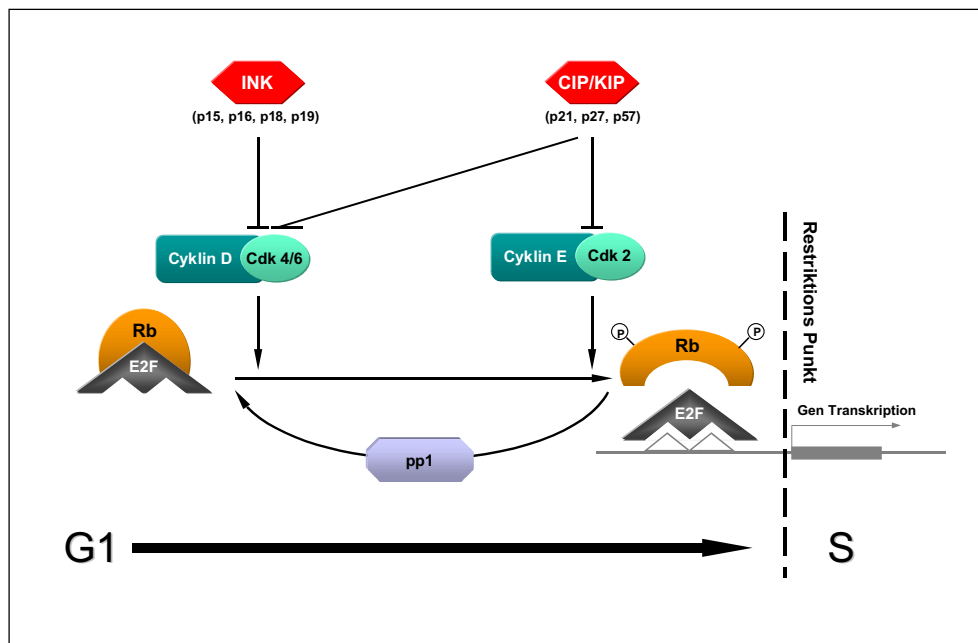 INK
CIP/KIP
(p15, p16, p18, p19)
(p21, p27, p57)
Cyklin D
Cdk 4/6
Cyklin E
Cdk 2
Restriktions Punkt
Rb
E2F
P
P
Rb
E2F
Gen Transkription
pp1
G1
S